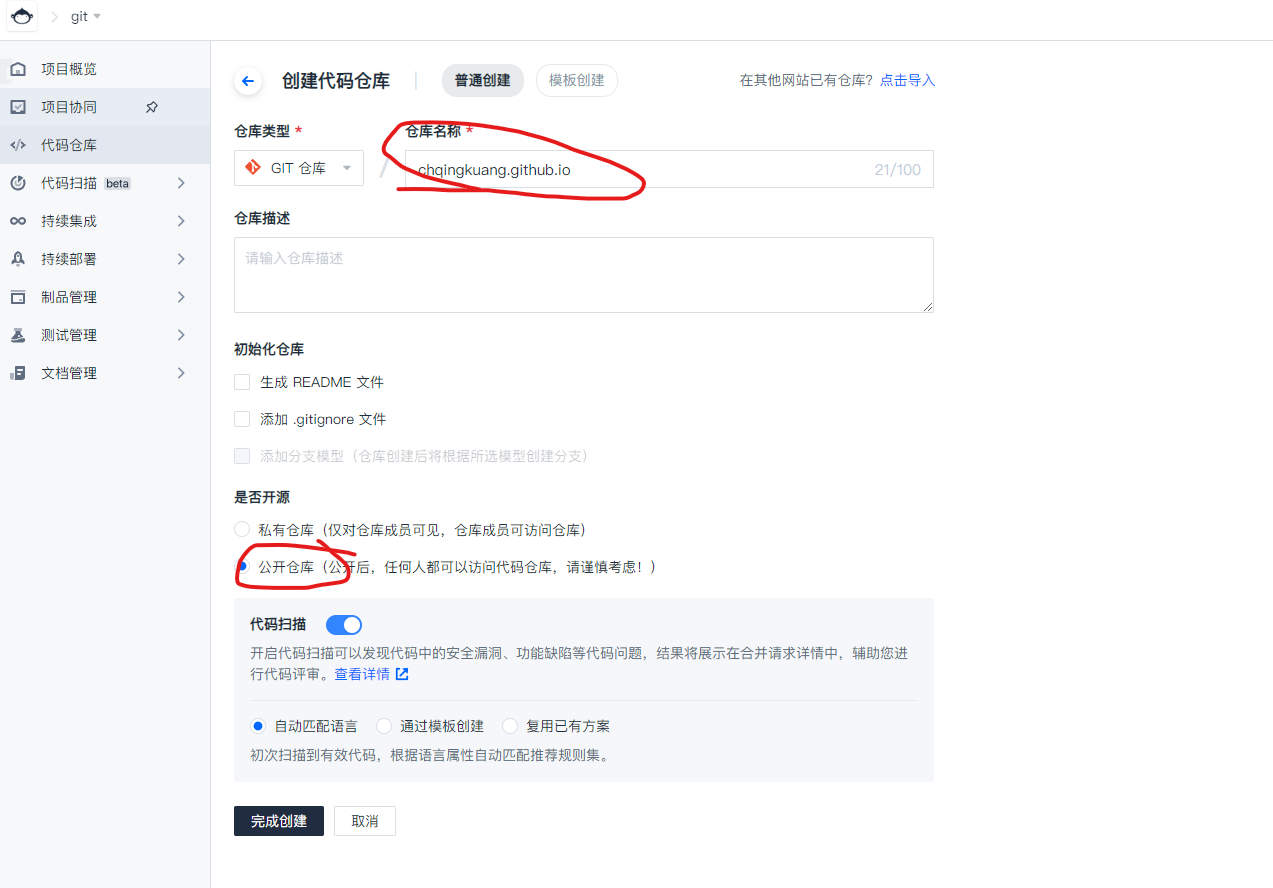 git
项目概览
项目协同
代码仓库
代码扫描 beta
持续集成
持续部署
制品管理
测试管理
文档管理
创建代码仓库 普通创建 模板创建 在其他网站已有仓库? 点击导入
仓库类型 * 仓库名称 *
GIT 仓库 / chqingkuang.github.io 21/100
仓库描述
请输入仓库描述
初始化仓库
生成 README 文件
添加 .gitignore 文件
添加分支模型（仓库创建后将根据所选模型创建分支）
是否开源
私有仓库（仅对仓库成员可见，仓库成员可访问仓库）
公开仓库（公开后，任何人都可以访问代码仓库，请谨慎考虑！）
代码扫描
开启代码扫描可以发现代码中的安全漏洞、功能缺陷等代码问题，结果将展示在合并请求详情中，辅助您进
行代码评审。查看详情
自动匹配语言 通过模板创建 复用已有方案
初次扫描到有效代码，根据语言属性自动匹配推荐规则集。
完成创建 取消